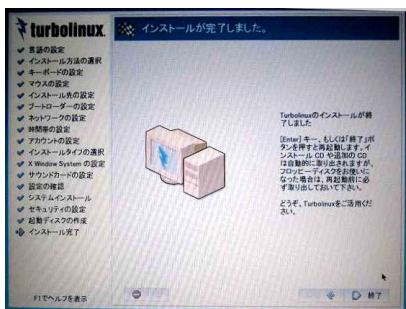 turbolinux.
インストールが完了しました。
言語の設定
インストール方法の選択
キーボードの設定
マウスの設定
インストール先の設定
ブートローダーの設定
ネットワークの設定
時間帯の設定
アカウントの設定
インストールタイプの選択
X Window System の設定
サウンドカードの設定
設定の確認
システムインストール
セキュリティの設定
起動ディスクの作成
インストール完了
Turbolinuxのインストールが終
了しました
[Enter] キー、もしくは「終了」ボ
タンを押すと再起動します。イ
ンストール CD や追加の CD
は自動的に取り出されますが、
フロッピーディスクをお使いに
なった場合は、再起動前に必
ず取り出しておいて下さい。
どうぞ、Turbolinuxをご活用くだ
さい。
F1でヘルプを表示
終了